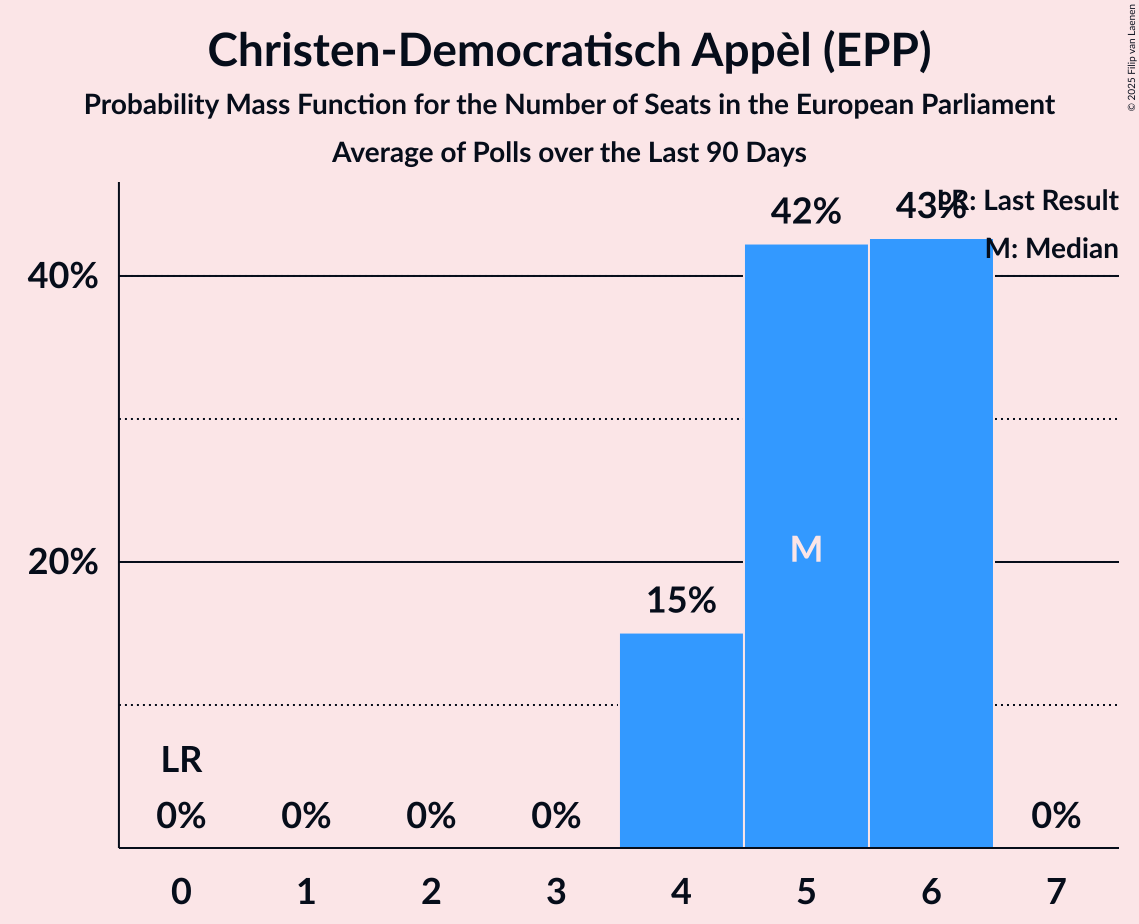 Christen-Democratisch Appèl (EPP)
Probability Mass Function for the Number of Seats in the European Parliament
Average of Polls over the Last 90 Days
© 2025 Filip van Laenen
LR: Last Result
M: Median
42%
43%
40%
M
20%
15%
LR
0%
0%
0%
0%
0%
0
1
2
3
4
5
6
7